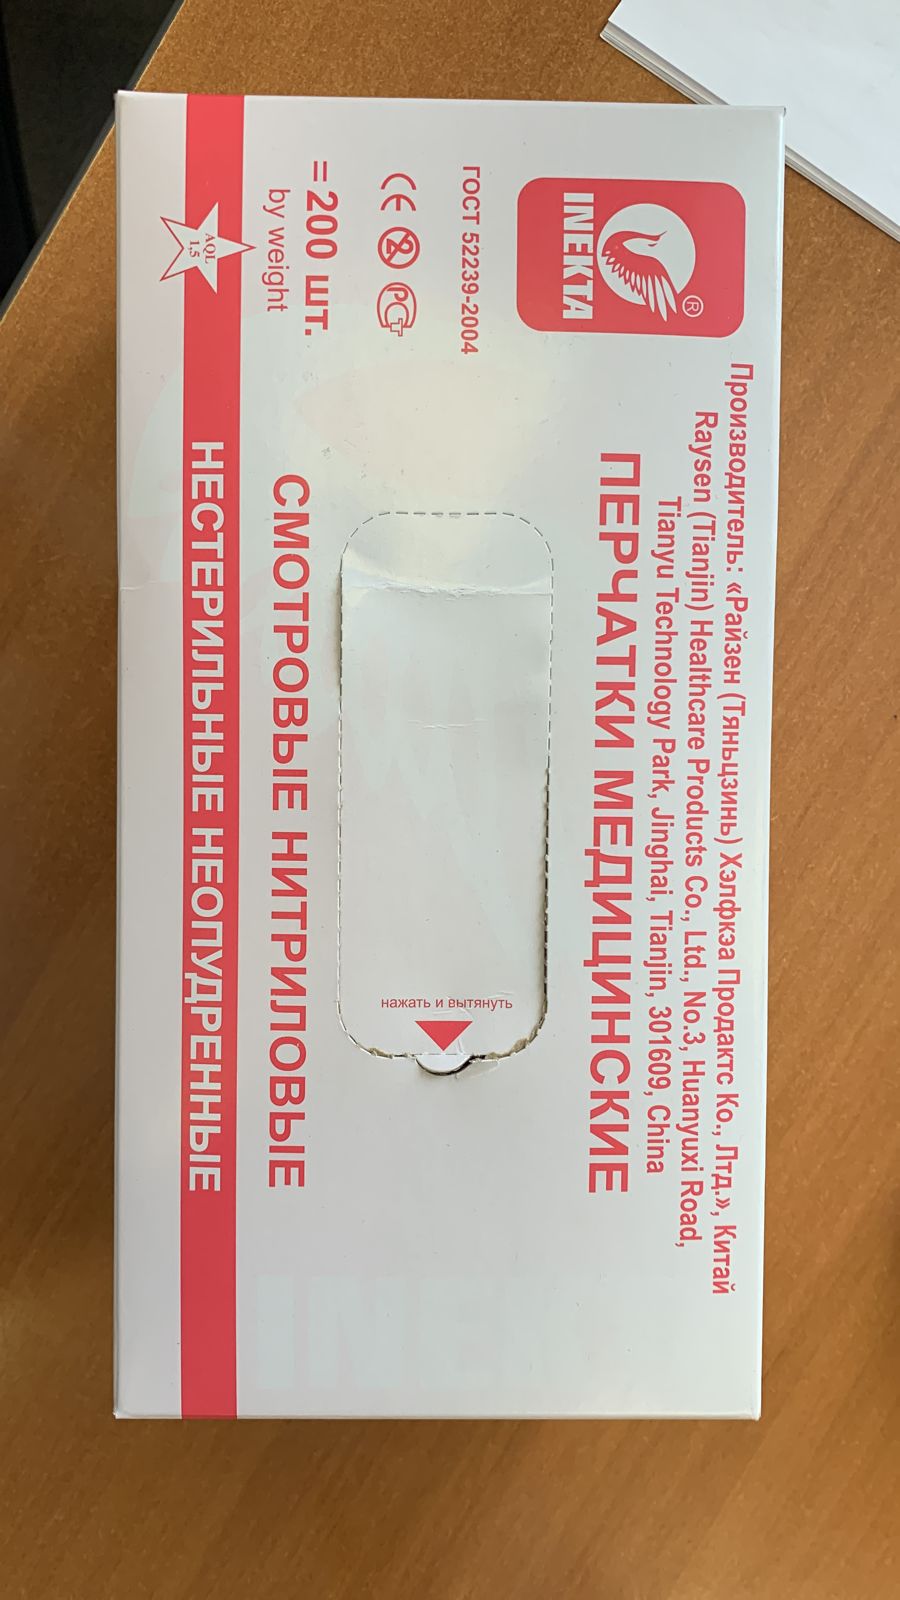 INEKTA
®
Производитель: «Райзен (Тяньцзинь) Хэлфкэа Продактс Ко., Лтд.», Китай
Raysen (Tianjin) Healthcare Products Co., Ltd., No.3, Huanyuxi Road,
Tianyu Technology Park, Jinghai, Tianjin, 301609, China
ПЕРЧАТКИ МЕДИЦИНСКИЕ
ГОСТ 52239-2004
CE 2 РСТ
нажать и вытянуть
= 200 шт.
by weight
СМОТРОВЫЕ НИТРИЛОВЫЕ
AQL
1,5
НЕСТЕРИЛЬНЫЕ НЕОПУДРЕННЫЕ